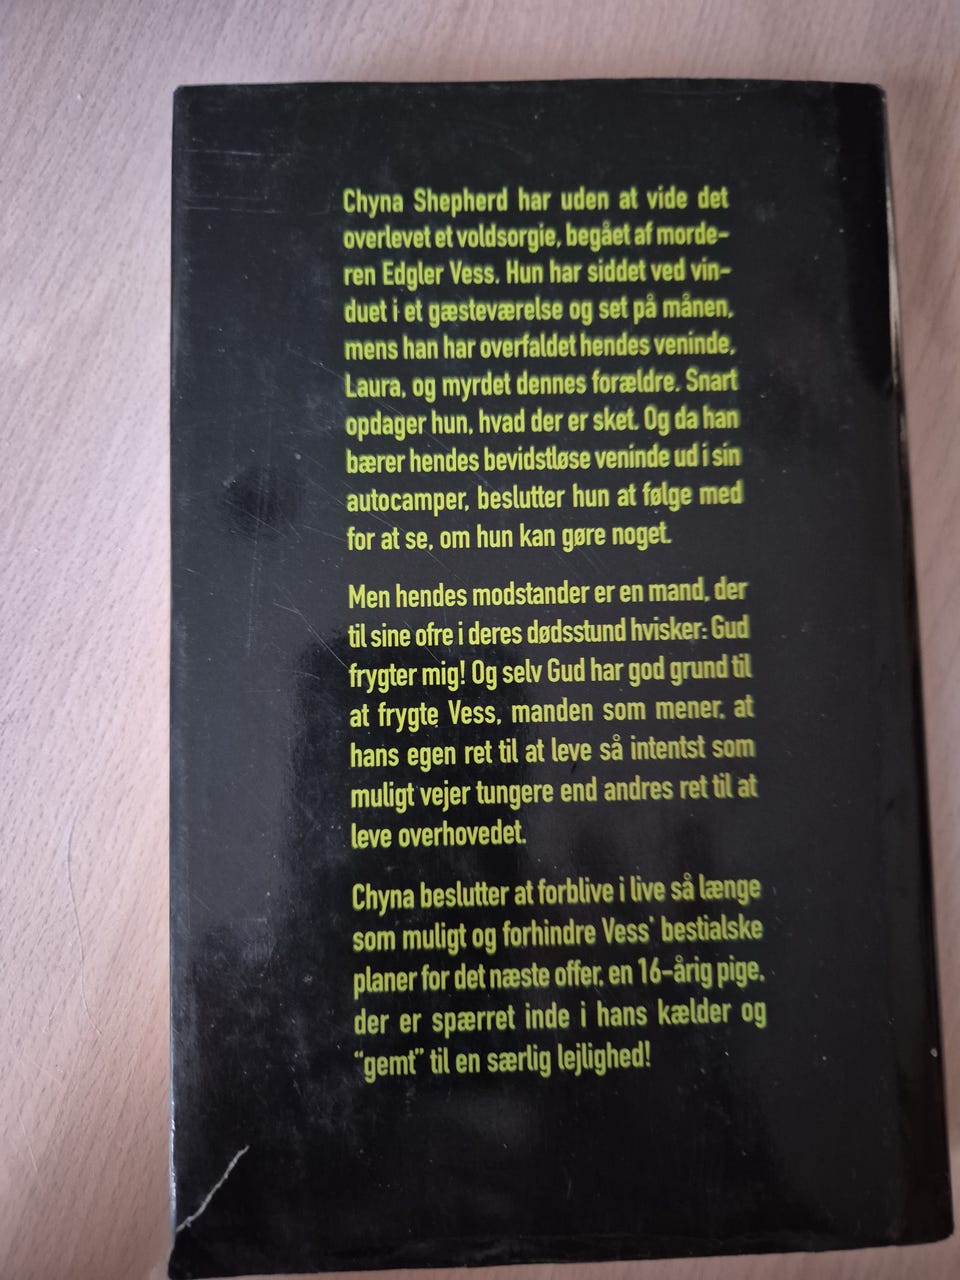 Chyna Shepherd har uden at vide det
overlevet et voldsorgie, begået af morde-
ren Edgler Vess. Hun har siddet ved vin-
duet i et gæsteværelse og set på månen,
mens han har overfaldet hendes veninde,
Laura, og myrdet dennes forældre. Snart
opdager hun, hvad der er sket. Og da han
bærer hendes bevidstløse veninde ud i sin
autocamper, beslutter hun at følge med
for at se, om hun kan gøre noget.
Men hendes modstander er en mand, der
til sine ofre i deres dødsstund hvisker: Gud
frygter mig! Og selv Gud har god grund til
at frygte Vess, manden som mener, at
hans egen ret til at leve så intentst som
muligt vejer tungere end andres ret til at
leve overhovedet.
Chyna beslutter at forblive i live så længe
som muligt og forhindre Vess' bestialske
planer for det næste offer, en 16-årig pige,
der er spærret inde i hans kælder og
"gemt" til en særlig lejlighed!